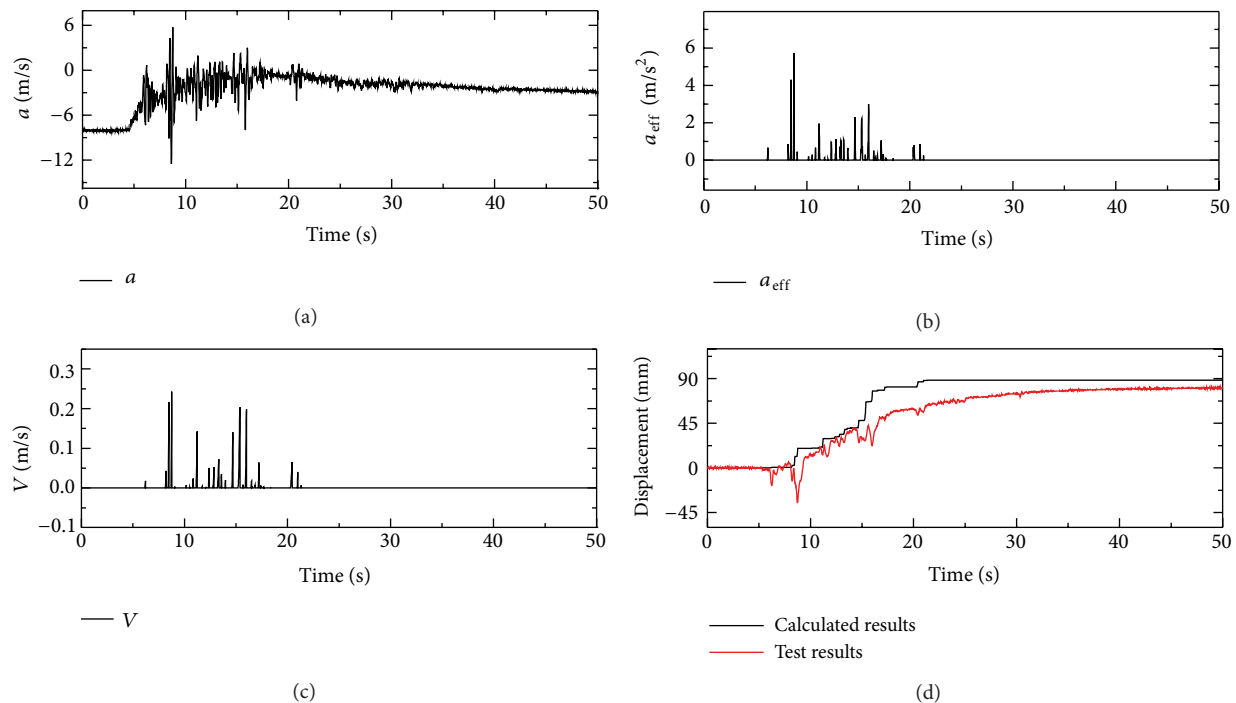 6
0
−6
−12
a (m/s)
0 10 20 30 40 50
Time (s)
a
(a)
6
4
2
0
a_eff (m/s²)
0 10 20 30 40 50
Time (s)
a_eff
(b)
0.3
0.2
0.1
0.0
−0.1
V (m/s)
0 10 20 30 40 50
Time (s)
V
(c)
90
45
0
−45
Displacement (mm)
0 10 20 30 40 50
Time (s)
Calculated results
Test results
(d)